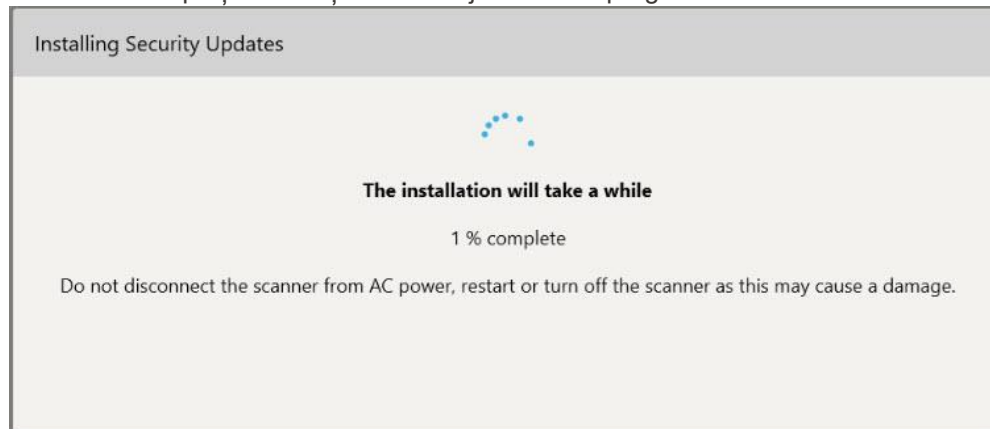 Installing Security Updates
The installation will take a while
1 % complete
Do not disconnect the scanner from AC power, restart or turn off the scanner as this may cause a damage.